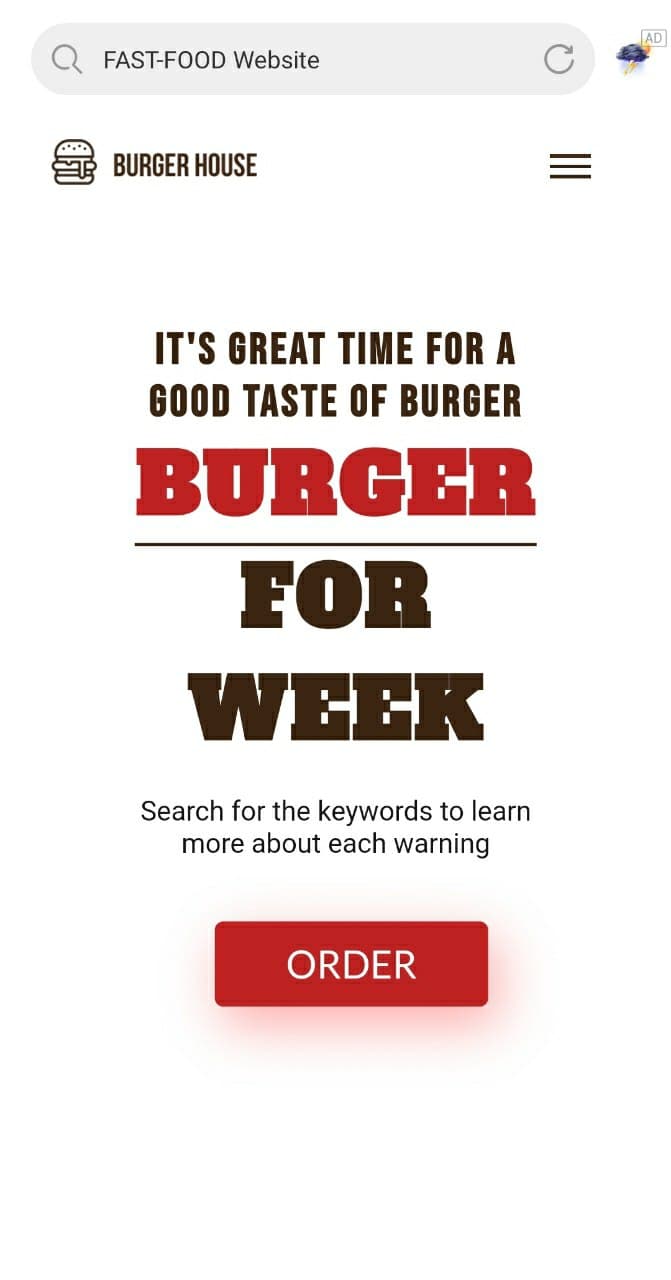 FAST-FOOD Website
AD
BURGER HOUSE
IT'S GREAT TIME FOR A
GOOD TASTE OF BURGER
BURGER
FOR
WEEK
Search for the keywords to learn
more about each warning
ORDER